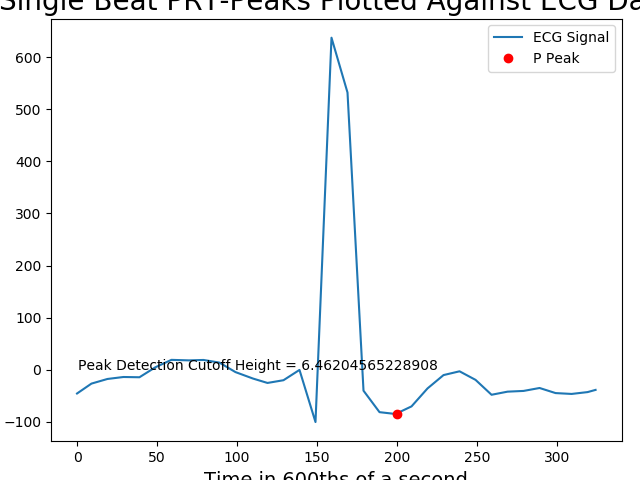 Single Beat PRT-Peaks Plotted Against ECG Da
ECG Signal
P Peak
600
500
400
300
200
100
0
−100
Peak Detection Cutoff Height = 6.46204565228908
0 50 100 150 200 250 300
Time in 600ths of a second